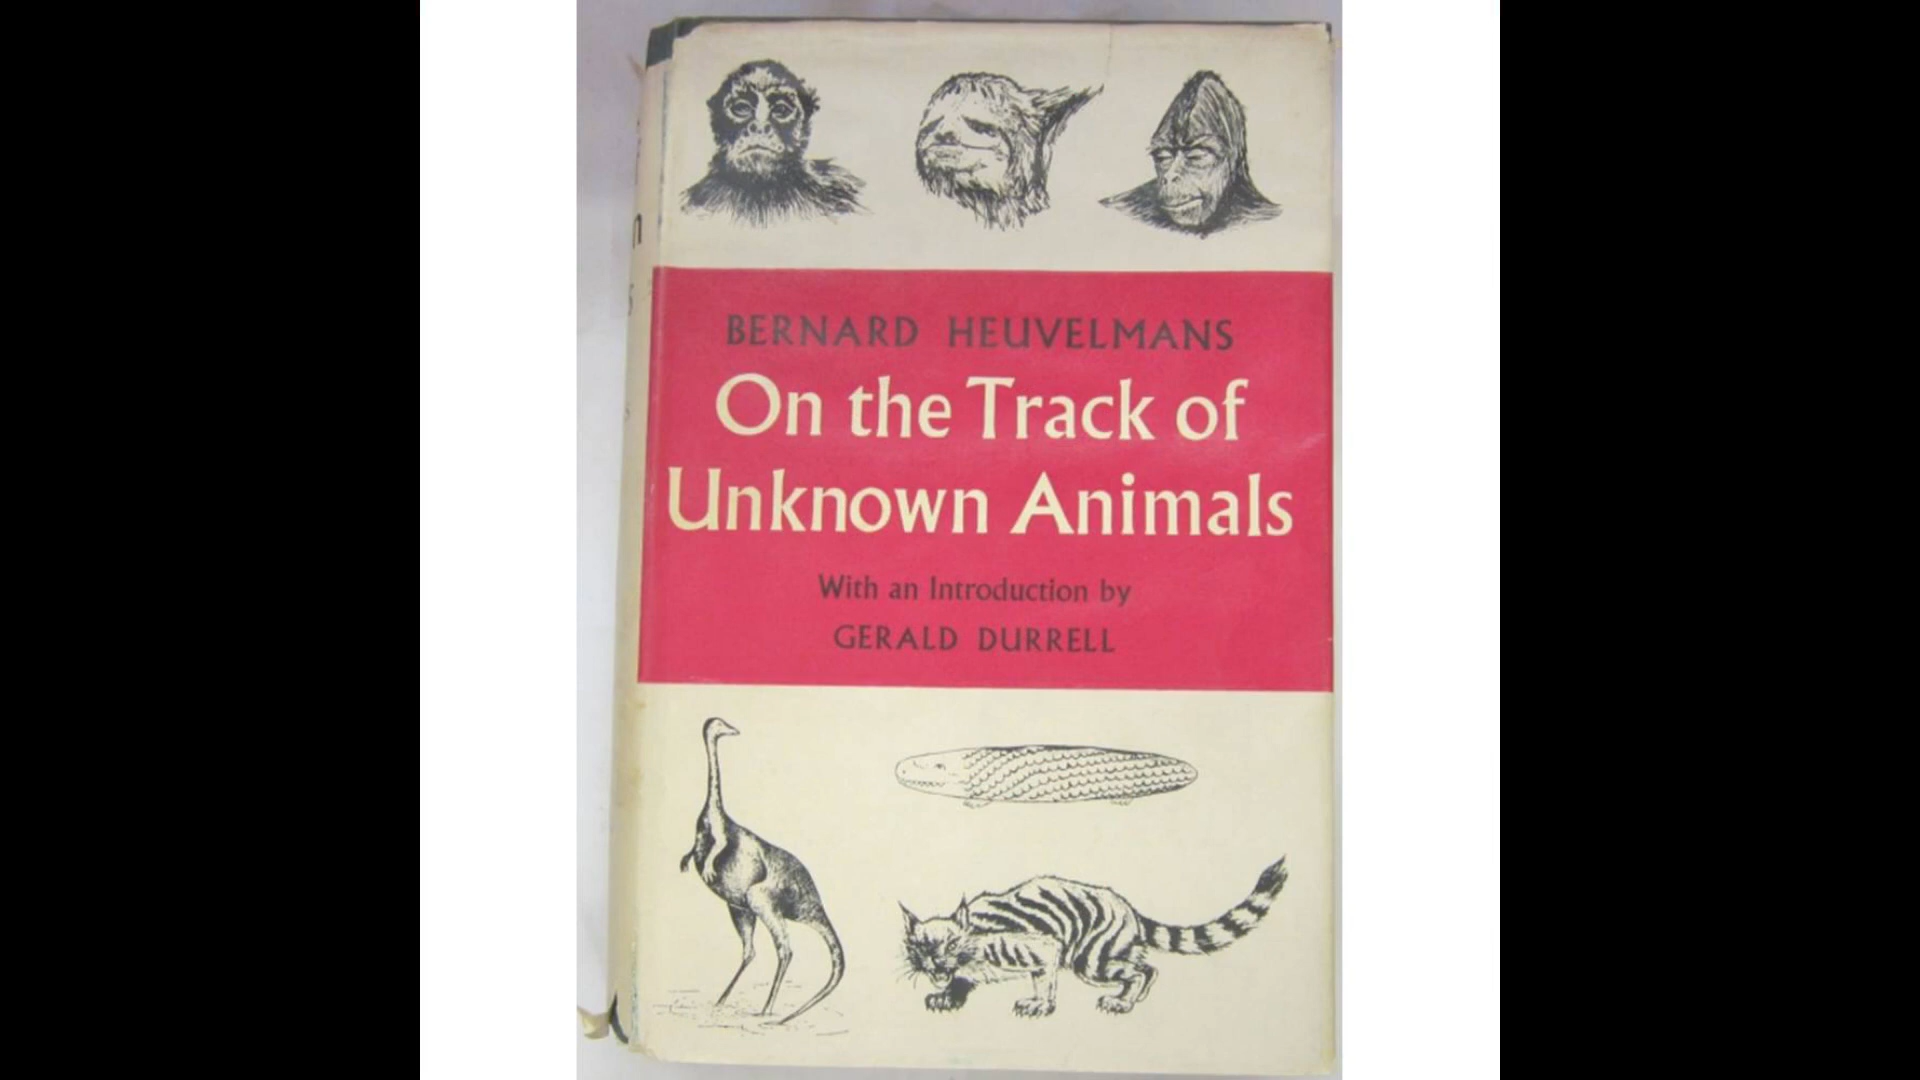 BERNARD HEUVELMANS
On the Track of
Unknown Animals
With an Introduction by
GERALD DURRELL